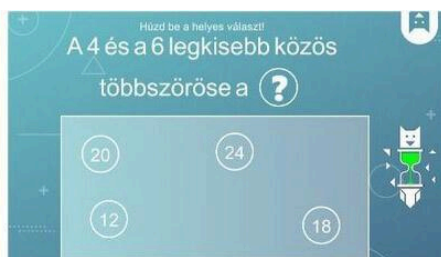 Húzd be a helyes választ!
A 4 és a 6 legkisebb közös
többszöröse a ?
20
24
12
18